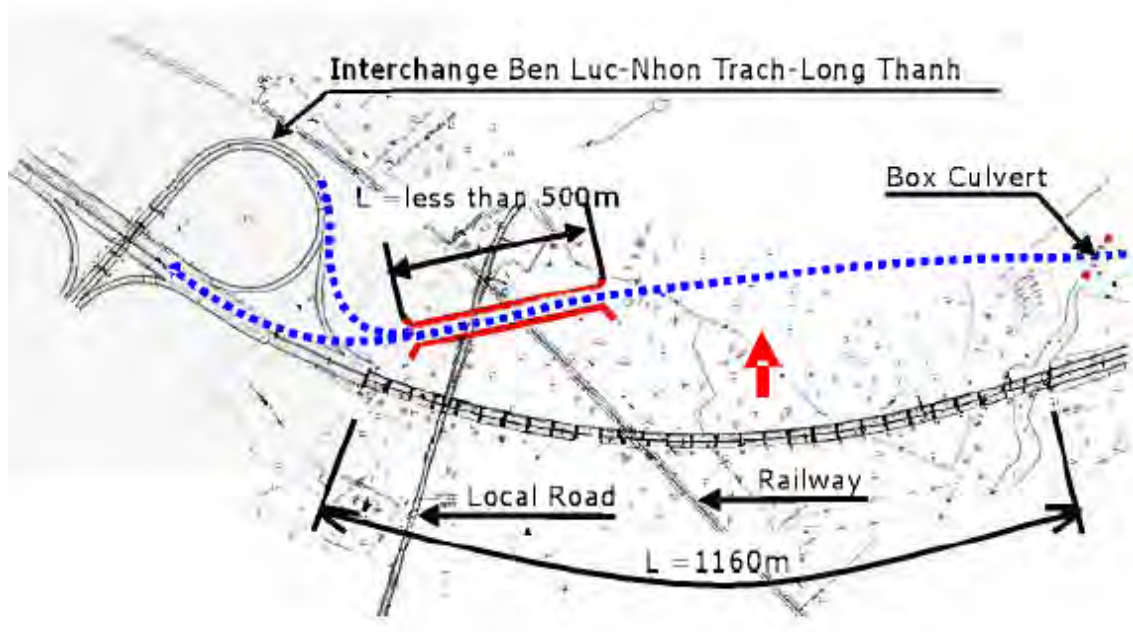 Interchange Ben Luc-Nhon Trach-Long Thanh
L =less than 500m
Box Culvert
Railway
Local Road
L =1160m